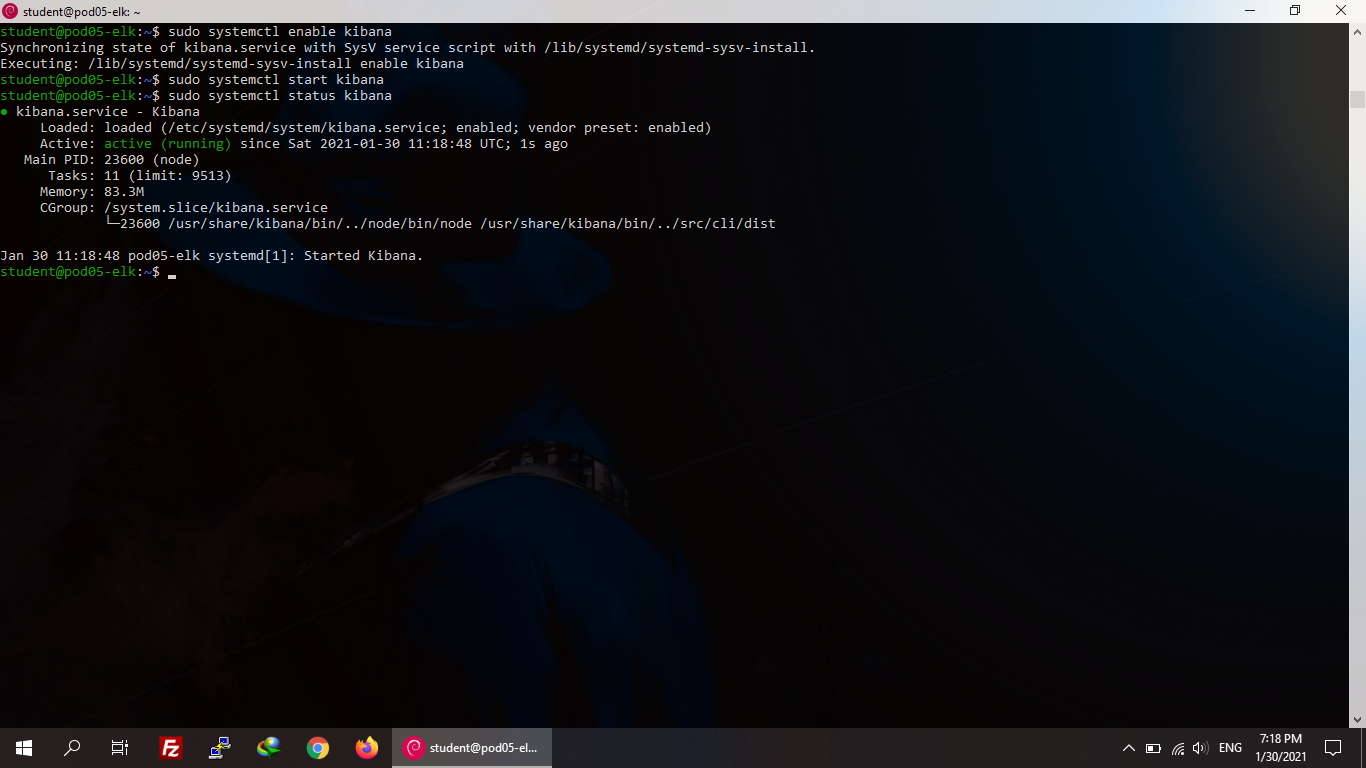 student@pod05-elk: ~
student@pod05-elk:~$ sudo systemctl enable kibana
Synchronizing state of kibana.service with SysV service script with /lib/systemd/systemd-sysv-install.
Executing: /lib/systemd/systemd-sysv-install enable kibana
student@pod05-elk:~$ sudo systemctl start kibana
student@pod05-elk:~$ sudo systemctl status kibana
● kibana.service - Kibana
     Loaded: loaded (/etc/systemd/system/kibana.service; enabled; vendor preset: enabled)
     Active: active (running) since Sat 2021-01-30 11:18:48 UTC; 1s ago
   Main PID: 23600 (node)
      Tasks: 11 (limit: 9513)
     Memory: 83.3M
     CGroup: /system.slice/kibana.service
             └─23600 /usr/share/kibana/bin/../node/bin/node /usr/share/kibana/bin/../src/cli/dist
Jan 30 11:18:48 pod05-elk systemd[1]: Started Kibana.
student@pod05-elk:~$
Fz
student@pod05-el...
ENG
7:18 PM
1/30/2021